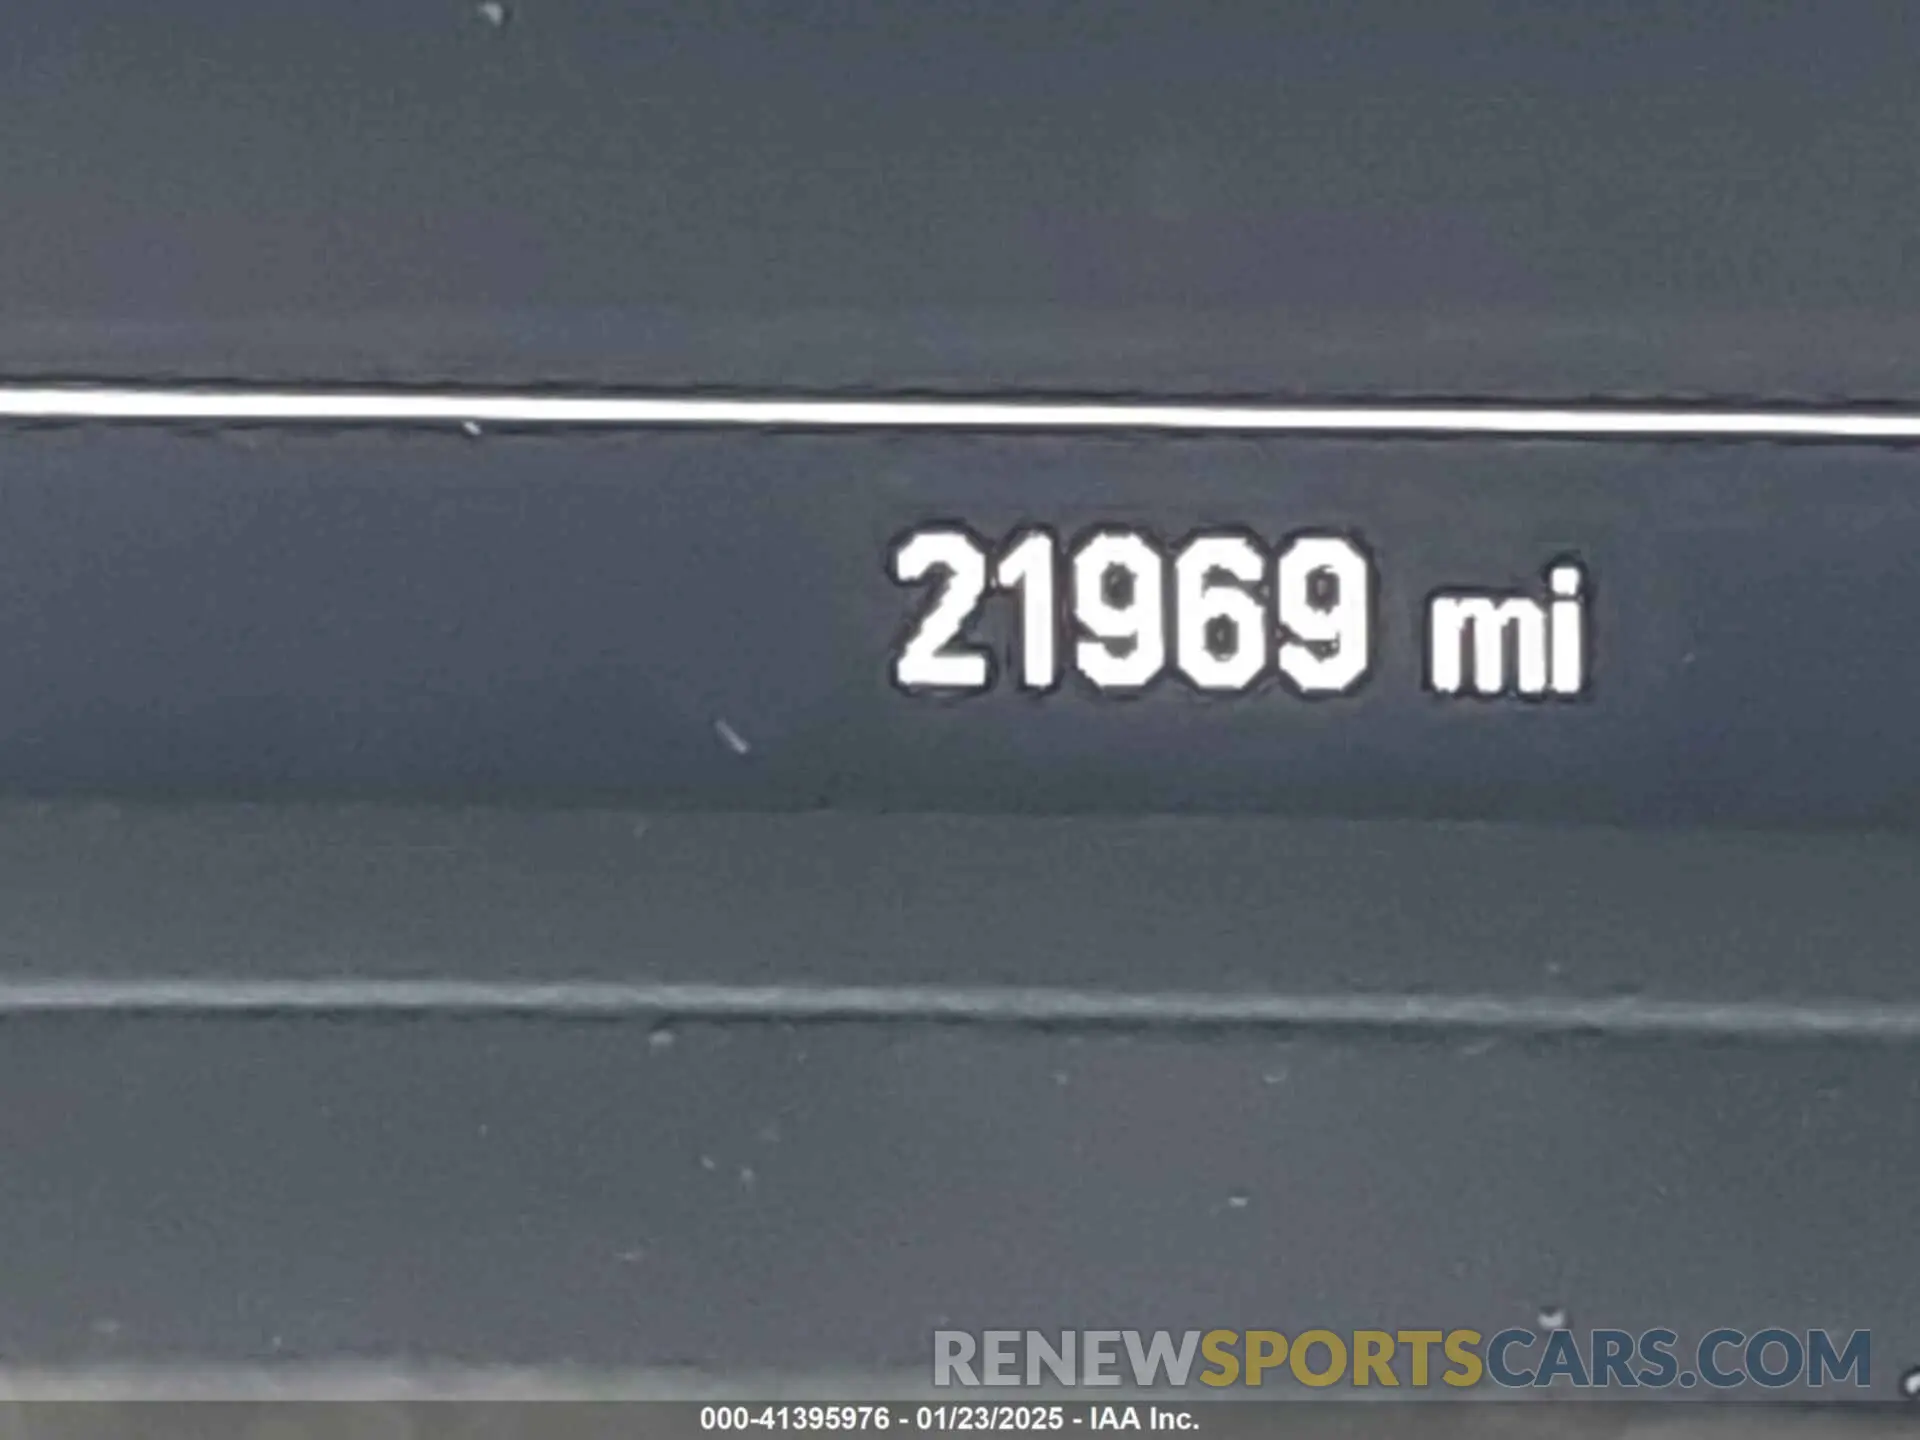 21969 mi
RENEWSPORTSCARS.COM
000-41395976 - 01/23/2025 - IAA Inc.